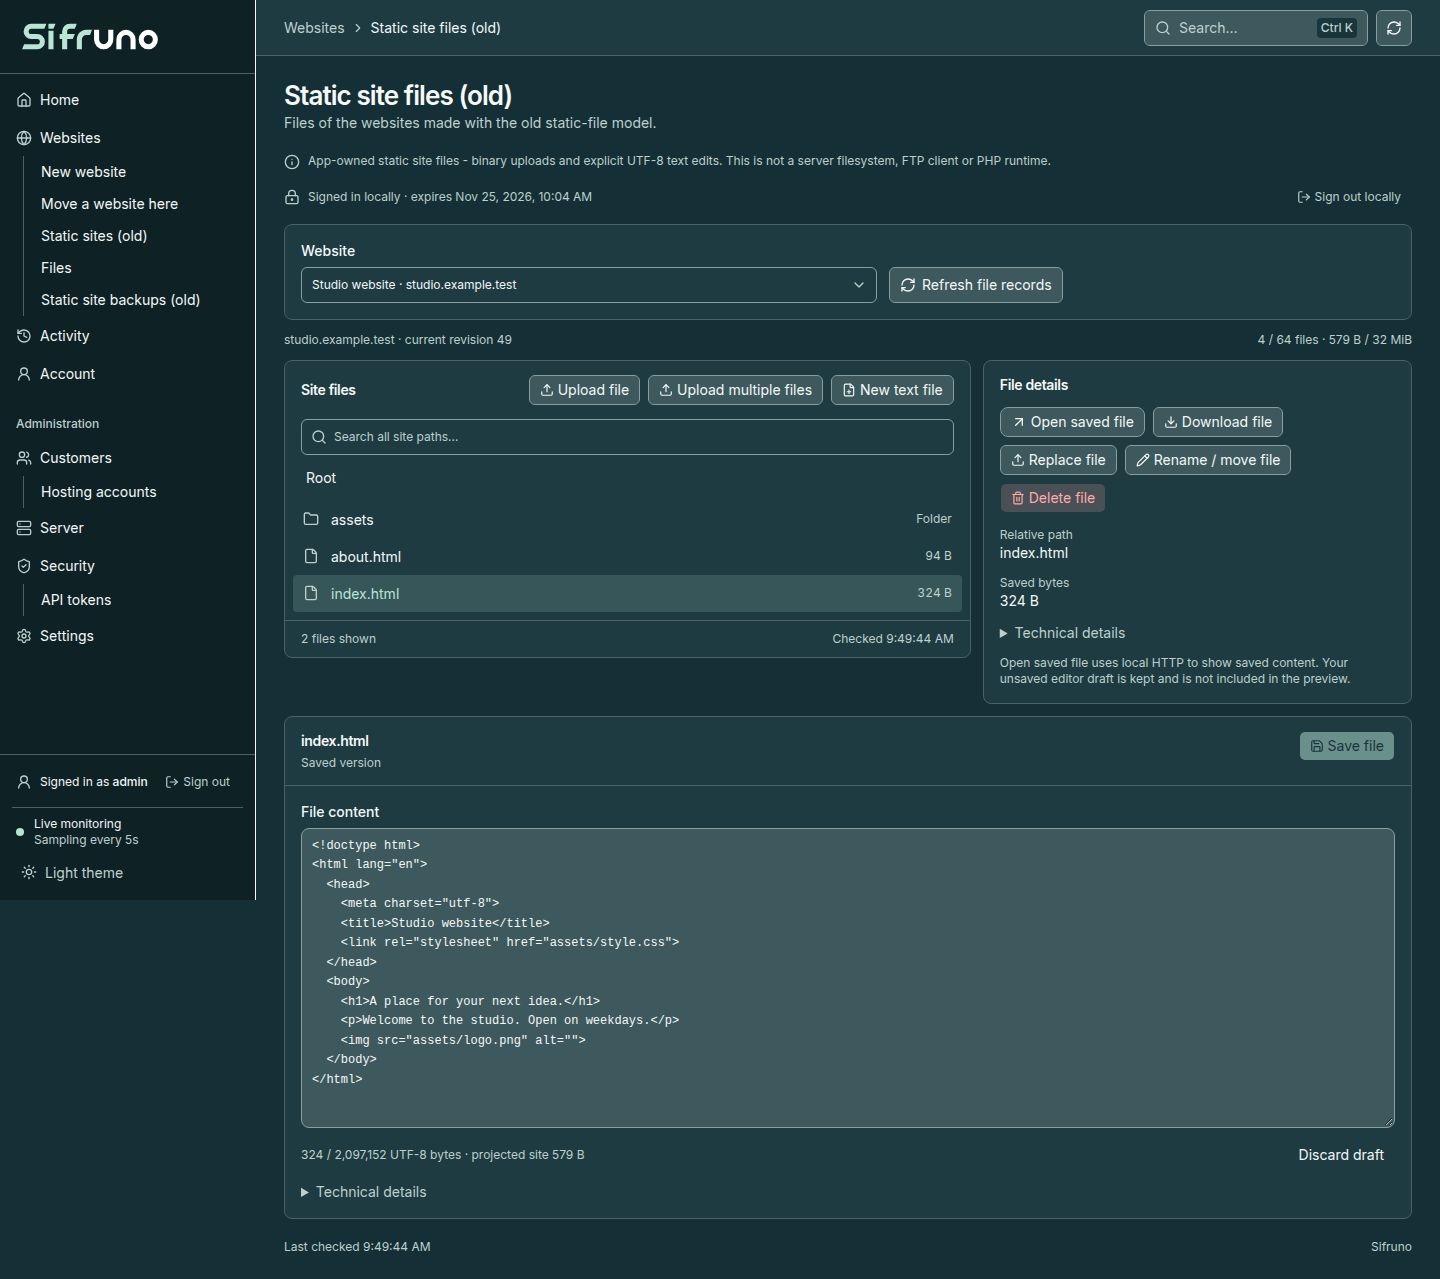 Sifruno
Home
Websites
New website
Move a website here
Static sites (old)
Files
Static site backups (old)
Activity
Account
Administration
Customers
Hosting accounts
Server
Security
API tokens
Settings
Signed in as admin
Sign out
Live monitoring
Sampling every 5s
Light theme
Websites > Static site files (old)
Search...
Ctrl K
Static site files (old)
Files of the websites made with the old static-file model.
App-owned static site files - binary uploads and explicit UTF-8 text edits. This is not a server filesystem, FTP client or PHP runtime.
Signed in locally · expires Nov 25, 2026, 10:04 AM
Sign out locally
Website
Studio website · studio.example.test
Refresh file records
studio.example.test · current revision 49
4 / 64 files · 579 B / 32 MiB
Site files
Upload file
Upload multiple files
New text file
Search all site paths...
Root
assets
Folder
about.html
94 B
index.html
324 B
2 files shown
Checked 9:49:44 AM
File details
Open saved file
Download file
Replace file
Rename / move file
Delete file
Relative path
index.html
Saved bytes
324 B
Technical details
Open saved file uses local HTTP to show saved content. Your
unsaved editor draft is kept and is not included in the preview.
index.html
Saved version
Save file
File content
<!doctype html>
<html lang="en">
  <head>
    <meta charset="utf-8">
    <title>Studio website</title>
    <link rel="stylesheet" href="assets/style.css">
  </head>
  <body>
    <h1>A place for your next idea.</h1>
    <p>Welcome to the studio. Open on weekdays.</p>
    <img src="assets/logo.png" alt="">
  </body>
</html>
324 / 2,097,152 UTF-8 bytes · projected site 579 B
Discard draft
Technical details
Last checked 9:49:44 AM
Sifruno